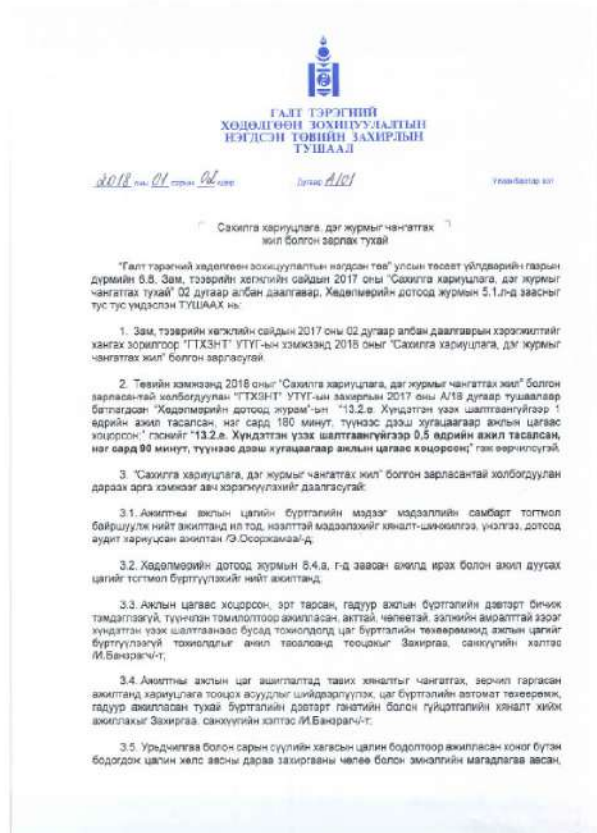 ГАЛТ ТЭРЭГНИЙ
ХӨДӨЛГӨӨН ЗОХИЦУУЛАЛТЫН
НЭГДСЭН ТӨВИЙН ЗАХИРЛЫН
ТУШААЛ
2018 оны 01 сарын 02 өдөр Дугаар А/01 Улаанбаатар хот
Сахилга хариуцлага, дэг журмыг чангатгах
жил болгон зарлах тухай
"Галт тэрэгний хөдөлгөөн зохицуулалтын нэгдсэн төв" улсын төсөвт үйлдвэрийн газрын
дүрмийн 6.8, Зам, тээврийн хөгжлийн сайдын 2017 оны "Сахилга хариуцлага, дэг журмыг
чангатгах тухай" 02 дугаар албан даалгавар, Хөдөлмөрийн дотоод журмын 5.1.л-д заасныг
тус тус үндэслэн ТУШААХ нь:
1. Зам, тээврийн хөгжлийн сайдын 2017 оны 02 дугаар албан даалгаврын хэрэгжилтийг
хангах зорилгоор "ГТХЗНТ" УТҮГ-ын хэмжээнд 2018 оныг "Сахилга хариуцлага, дэг журмыг
чангатгах жил" болгон зарласугай.
2. Төвийн хэмжээнд 2018 оныг "Сахилга хариуцлага, дэг журмыг чангатгах жил" болгон
зарласантай холбогдуулан "ГТХЗНТ" УТҮГ-ын захирлын 2017 оны А/18 дугаар тушаалаар
батлагдсан "Хөдөлмөрийн дотоод журам"-ын "13.2.е. Хүндэтгэн үзэх шалтгаангүйгээр 1
өдрийн ажил тасалсан, нэг сард 180 минут, түүнээс дээш хугацаагаар ажлын цагаас
хоцорсон;" гэснийг "13.2.е. Хүндэтгэн үзэх шалтгаангүйгээр 0,5 өдрийн ажил тасалсан,
нэг сард 90 минут, түүнээс дээш хугацаагаар ажлын цагаас хоцорсон;" гэж өөрчилсүгэй.
3. "Сахилга хариуцлага, дэг журмыг чангатгах жил" болгон зарласантай холбогдуулан
дараах арга хэмжээг авч хэрэгжүүлэхийг даалгасугай:
3.1. Ажилтны ажлын цагийн бүртгэлийн мэдээг мэдээллийн самбарт тогтмол
байршуулж нийт ажилтанд ил тод, нээлттэй мэдээлэхийг хяналт-шинжилгээ, үнэлгээ, дотоод
аудит хариуцсан ажилтан /Э.Осоржамаа/-д;
3.2. Хөдөлмөрийн дотоод журмын 8.4.а, г-д заасан ажилд ирэх болон ажил дуусах
цагийг тогтмол бүртгүүлэхийг нийт ажилтанд;
3.3. Ажлын цагаас хоцорсон, эрт тарсан, гадуур ажлын бүртгэлийн дэвтэрт бичиж
тэмдэглээгүй, түүнчлэн томилолтоор ажилласан, акттай, чөлөөтэй, ээлжийн амралттай зэрэг
хүндэтгэн үзэх шалтгаанаас бусад тохиолдолд цаг бүртгэлийн төхөөрөмжид ажлын цагийг
бүртгүүлээгүй тохиолдлыг ажил тасалсанд тооцохыг Захиргаа, санхүүгийн хэлтэс
/И.Банзрагч/-т;
3.4. Ажилтны ажлын цаг ашиглалтад тавих хяналтыг чангатгах, зөрчил гаргасан
ажилтанд хариуцлага тооцох асуудлыг шийдвэрлүүлэх, цаг бүртгэлийн автомат төхөөрөмж,
гадуур ажилласан тухай бүртгэлийн дэвтэрт гэнэтийн болон гүйцэтгэлийн хяналт хийж
ажиллахыг Захиргаа, санхүүгийн хэлтэс /И.Банзрагч/-т;
3.5. Урьдчилгаа болон сарын сүүлийн хагасын цалин бодолтоор ажилласан хоног бүтэн
бодогдож цалин хөлс авсны дараа захиргааны чөлөө болон эмнэлгийн магадлагаа авсан,